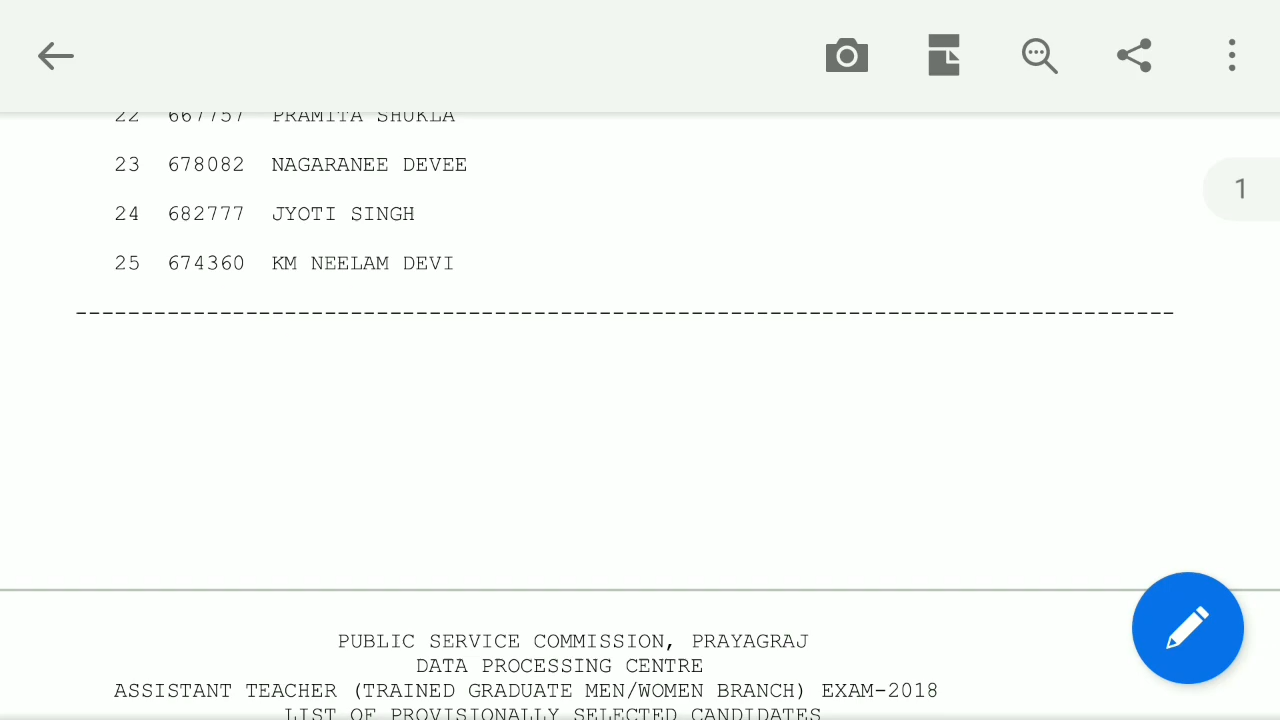 22 667757 PRAMITA SHUKLA
23 678082 NAGARANEE DEVEE
1
24 682777 JYOTI SINGH
25 674360 KM NEELAM DEVI
------------------------------------------------------------------------------------
PUBLIC SERVICE COMMISSION, PRAYAGRAJ
DATA PROCESSING CENTRE
ASSISTANT TEACHER (TRAINED GRADUATE MEN/WOMEN BRANCH) EXAM-2018
LIST OF PROVISIONALLY SELECTED CANDIDATES